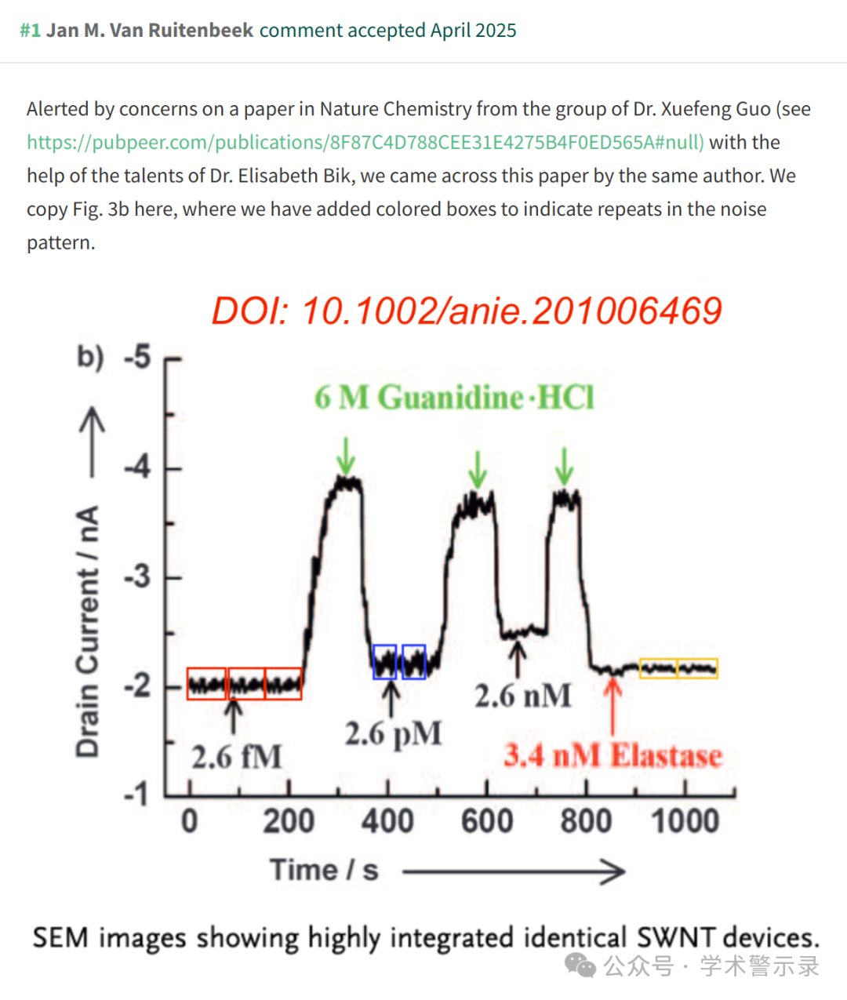 #1 Jan M. Van Ruitenbeek comment accepted April 2025
Alerted by concerns on a paper in Nature Chemistry from the group of Dr. Xuefeng Guo (see
https://pubpeer.com/publications/8F87C4D788CEE31E4275B4F0ED565A#null) with the
help of the talents of Dr. Elisabeth Bik, we came across this paper by the same author. We
copy Fig. 3b here, where we have added colored boxes to indicate repeats in the noise
pattern.
DOI: 10.1002/anie.201006469
b)
-5
6 M Guanidine·HCl
-4
-3
-2
-1
Drain Current / nA
2.6 fM
2.6 pM
2.6 nM
3.4 nM Elastase
0 200 400 600 800 1000
Time / s
SEM images showing highly integrated identical SWNT devices.
公众号 · 学术警示录